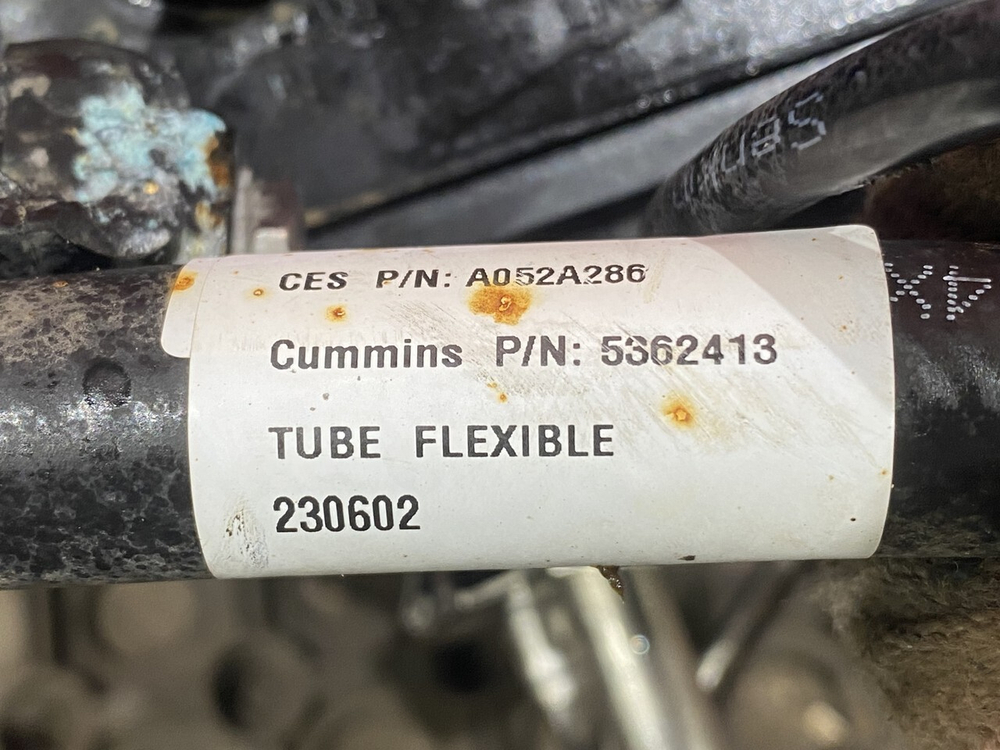 CES P/N: A052A286
Cummins P/N: 5362413
TUBE FLEXIBLE
230602